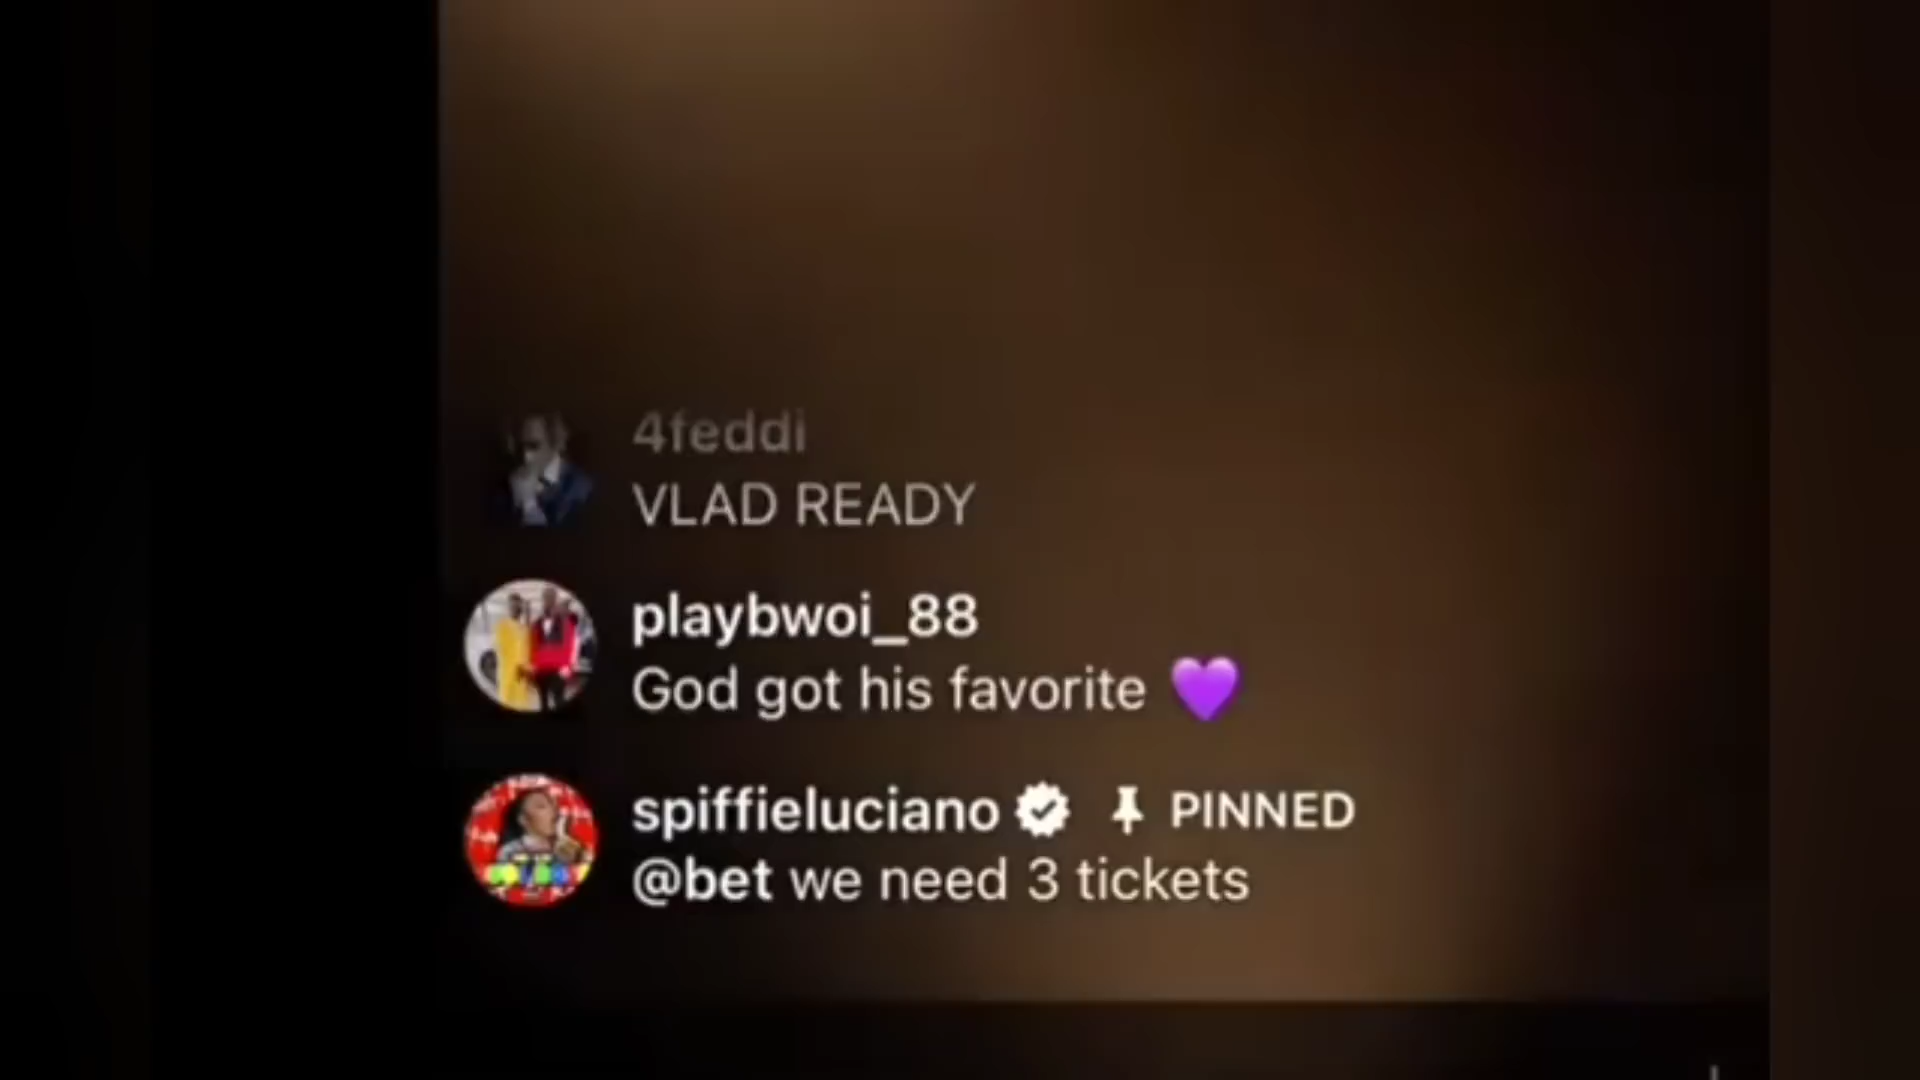 4feddi
VLAD READY
playbwoi_88
God got his favorite 💜
spiffieluciano PINNED
@bet we need 3 tickets